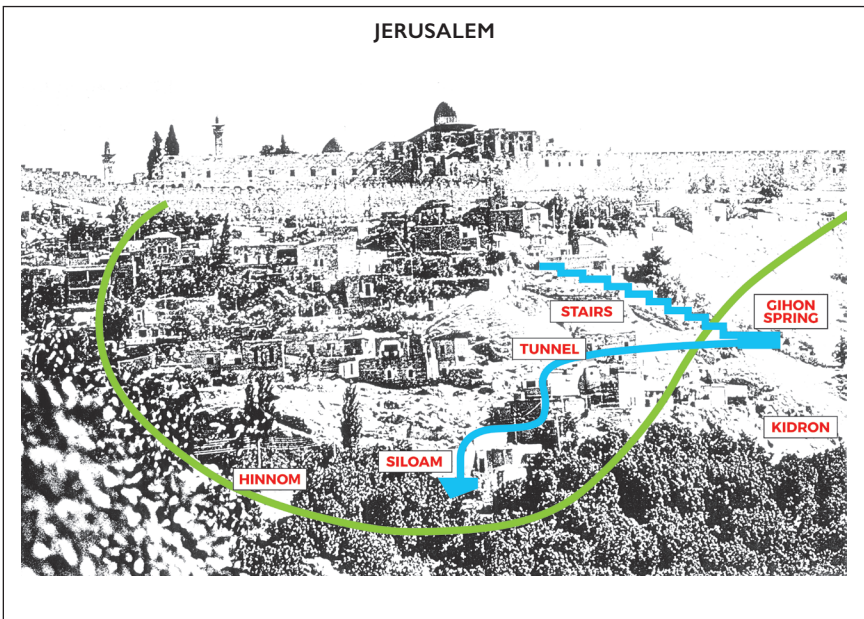 JERUSALEM
STAIRS
GIHON
SPRING
TUNNEL
KIDRON
SILOAM
HINNOM